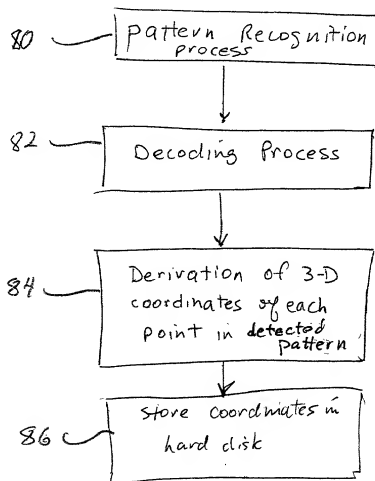 80
Pattern Recognition
process
82
Decoding Process
84
Derivation of 3-D
coordinates of each
point in detected
pattern
86
store coordinates in
hard disk